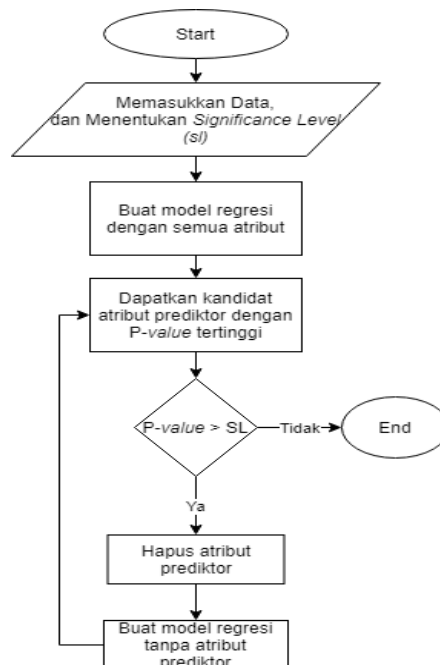 Start
Memasukkan Data,
dan Menentukan Significance Level
(sl)
Buat model regresi
dengan semua atribut
Dapatkan kandidat
atribut prediktor dengan
P-value tertinggi
P-value > SL
Tidak
End
Ya
Hapus atribut
prediktor
Buat model regresi
tanpa atribut
prediktor